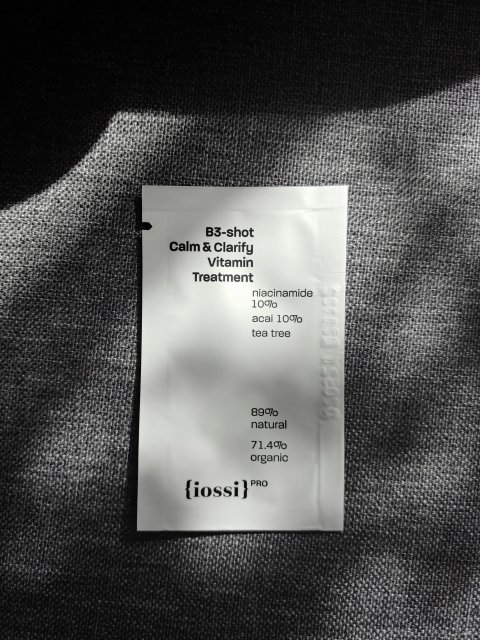 B3-shot
Calm & Clarify
Vitamin
Treatment
niacinamide
10%
acai 10%
tea tree
89%
natural
71.4%
organic
{iossi}PRO